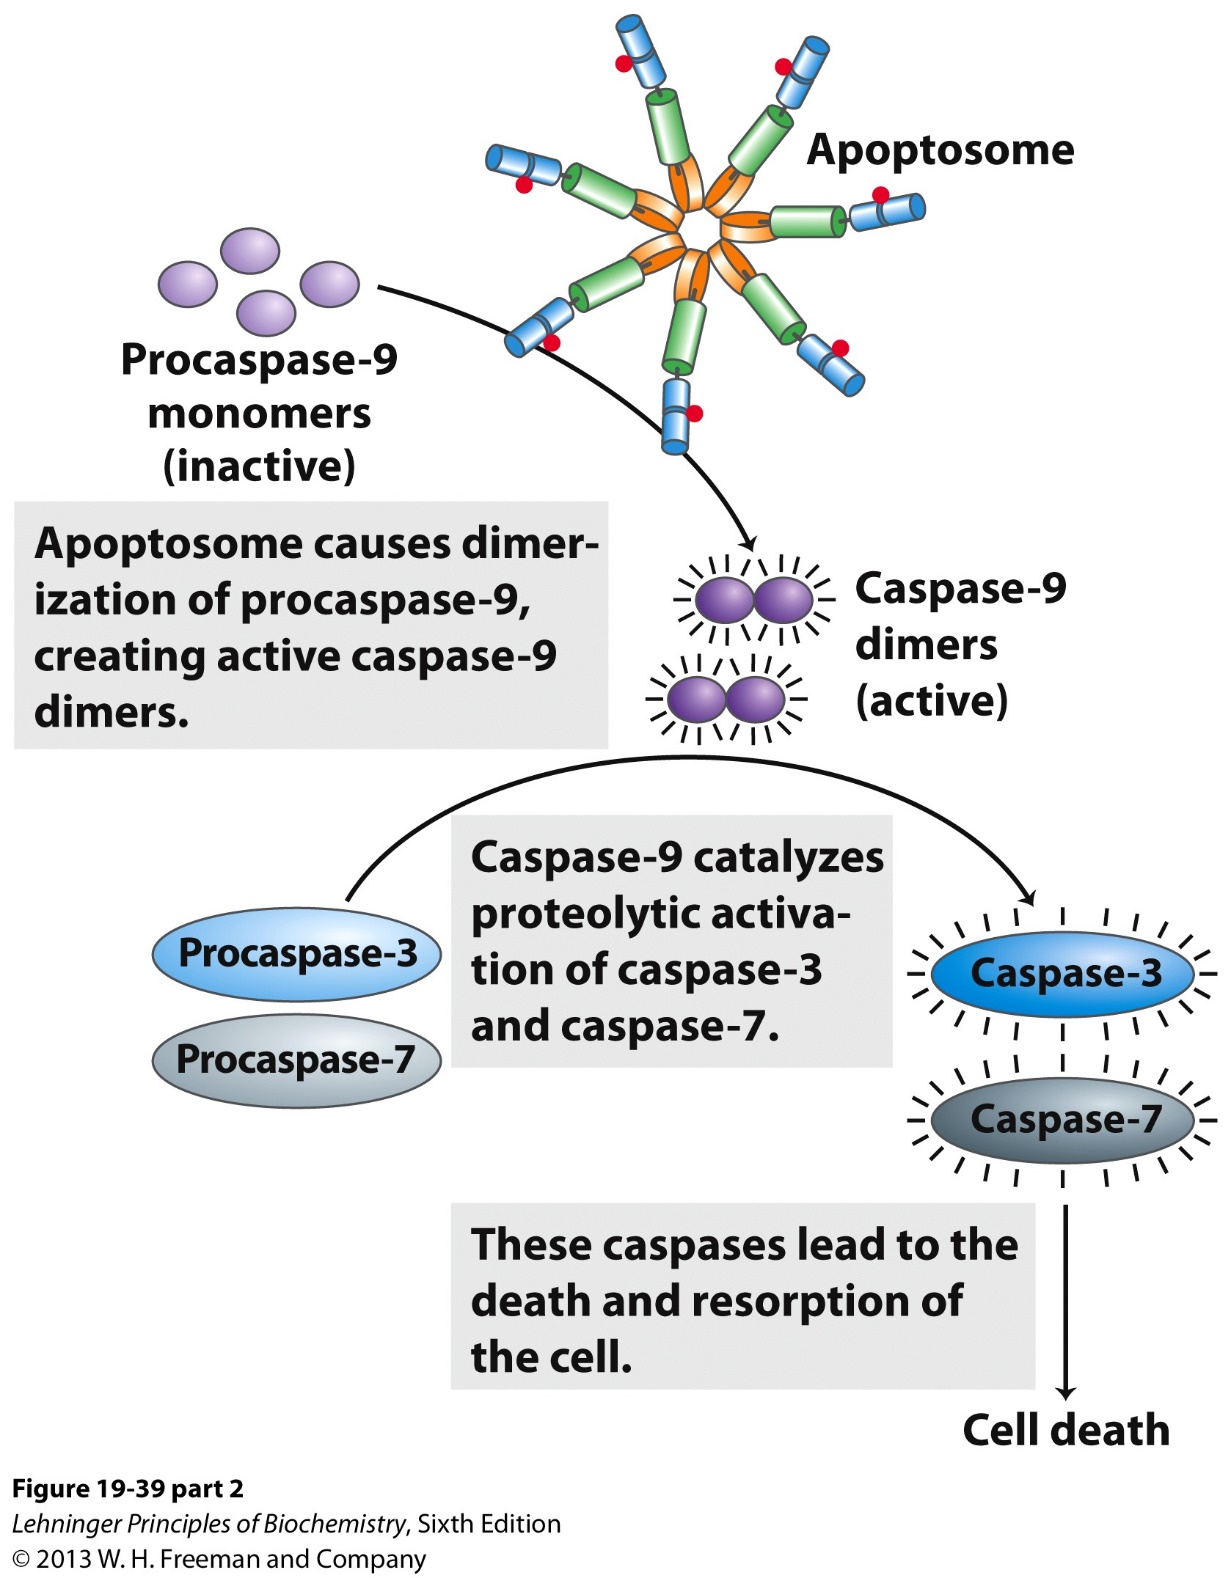 Apoptosome
Procaspase-9
monomers
(inactive)
Apoptosome causes dimer-
ization of procaspase-9,
creating active caspase-9
dimers.
Caspase-9
dimers
(active)
Caspase-9 catalyzes
proteolytic activa-
tion of caspase-3
and caspase-7.
Procaspase-3
Procaspase-7
Caspase-3
Caspase-7
These caspases lead to the
death and resorption of
the cell.
Cell death
Figure 19-39 part 2
Lehninger Principles of Biochemistry, Sixth Edition
© 2013 W. H. Freeman and Company